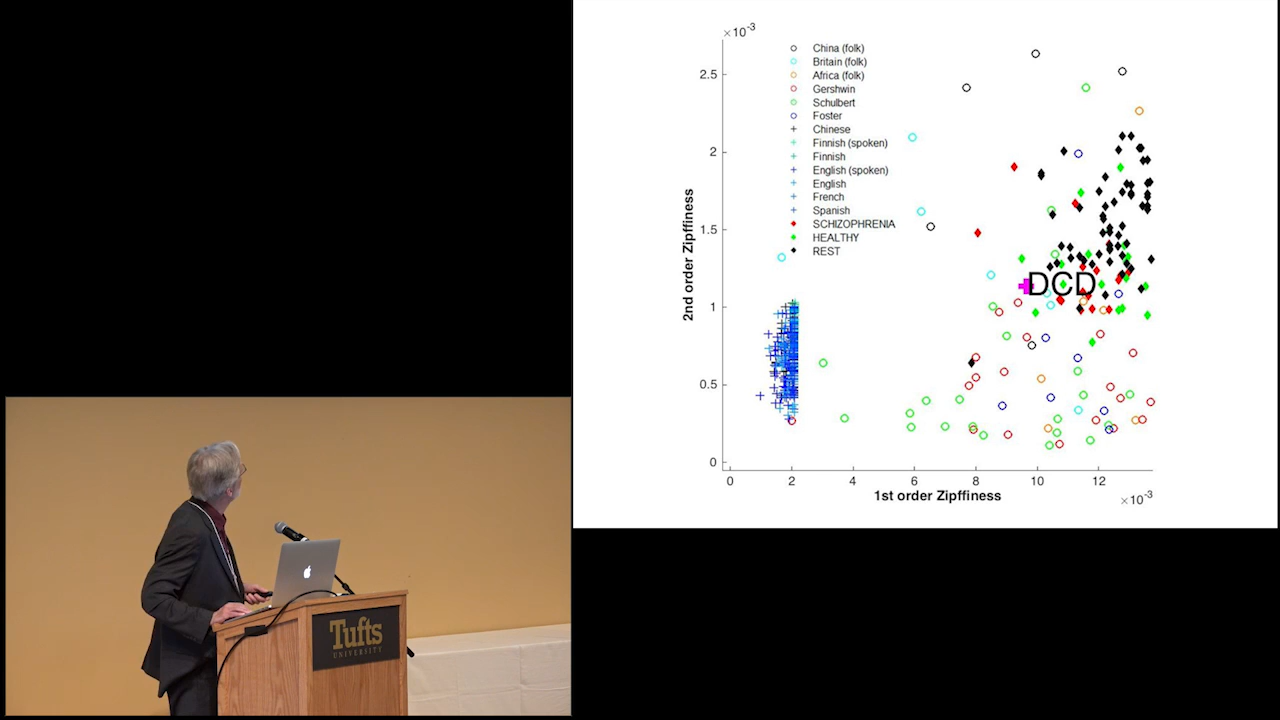 ×10⁻³
China (folk)
Britain (folk)
Africa (folk)
Gershwin
Schulbert
Foster
Chinese
Finnish (spoken)
Finnish
English (spoken)
English
French
Spanish
SCHIZOPHRENIA
HEALTHY
REST
2.5
2
1.5
1
0.5
0
2nd order Zipffiness
DCD
0 2 4 6 8 10 12
1st order Zipffiness
×10⁻³
Tufts
UNIVERSITY